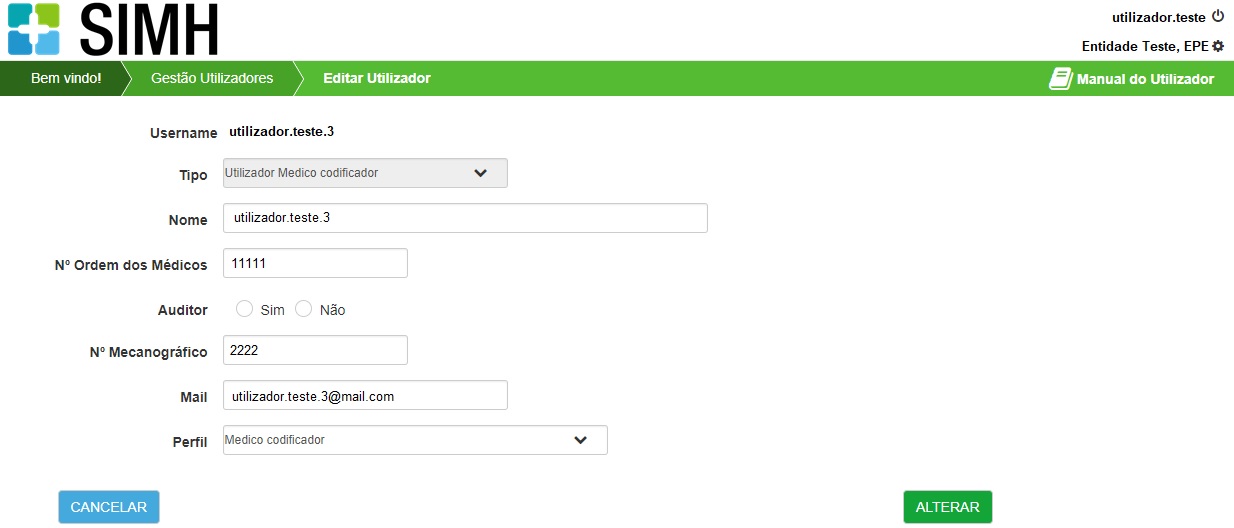 SIMH
utilizador.teste
Entidade Teste, EPE
Bem vindo! Gestão Utilizadores Editar Utilizador Manual do Utilizador
Username utilizador.teste.3
Tipo Utilizador Medico codificador
Nome utilizador.teste.3
Nº Ordem dos Médicos 11111
Auditor Sim Não
Nº Mecanográfico 2222
Mail utilizador.teste.3@mail.com
Perfil Medico codificador
CANCELAR ALTERAR